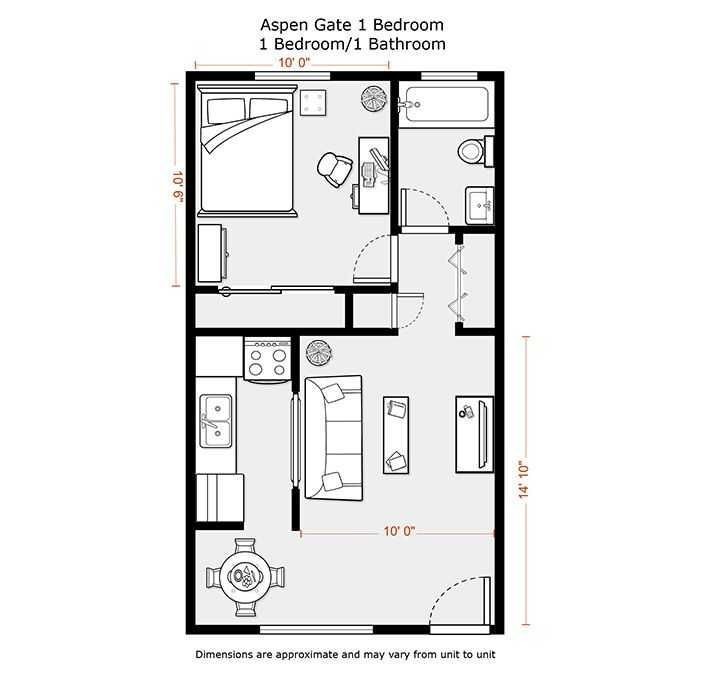 Aspen Gate 1 Bedroom
1 Bedroom/1 Bathroom
10' 0"
10' 6"
14' 10"
10' 0"
Dimensions are approximate and may vary from unit to unit